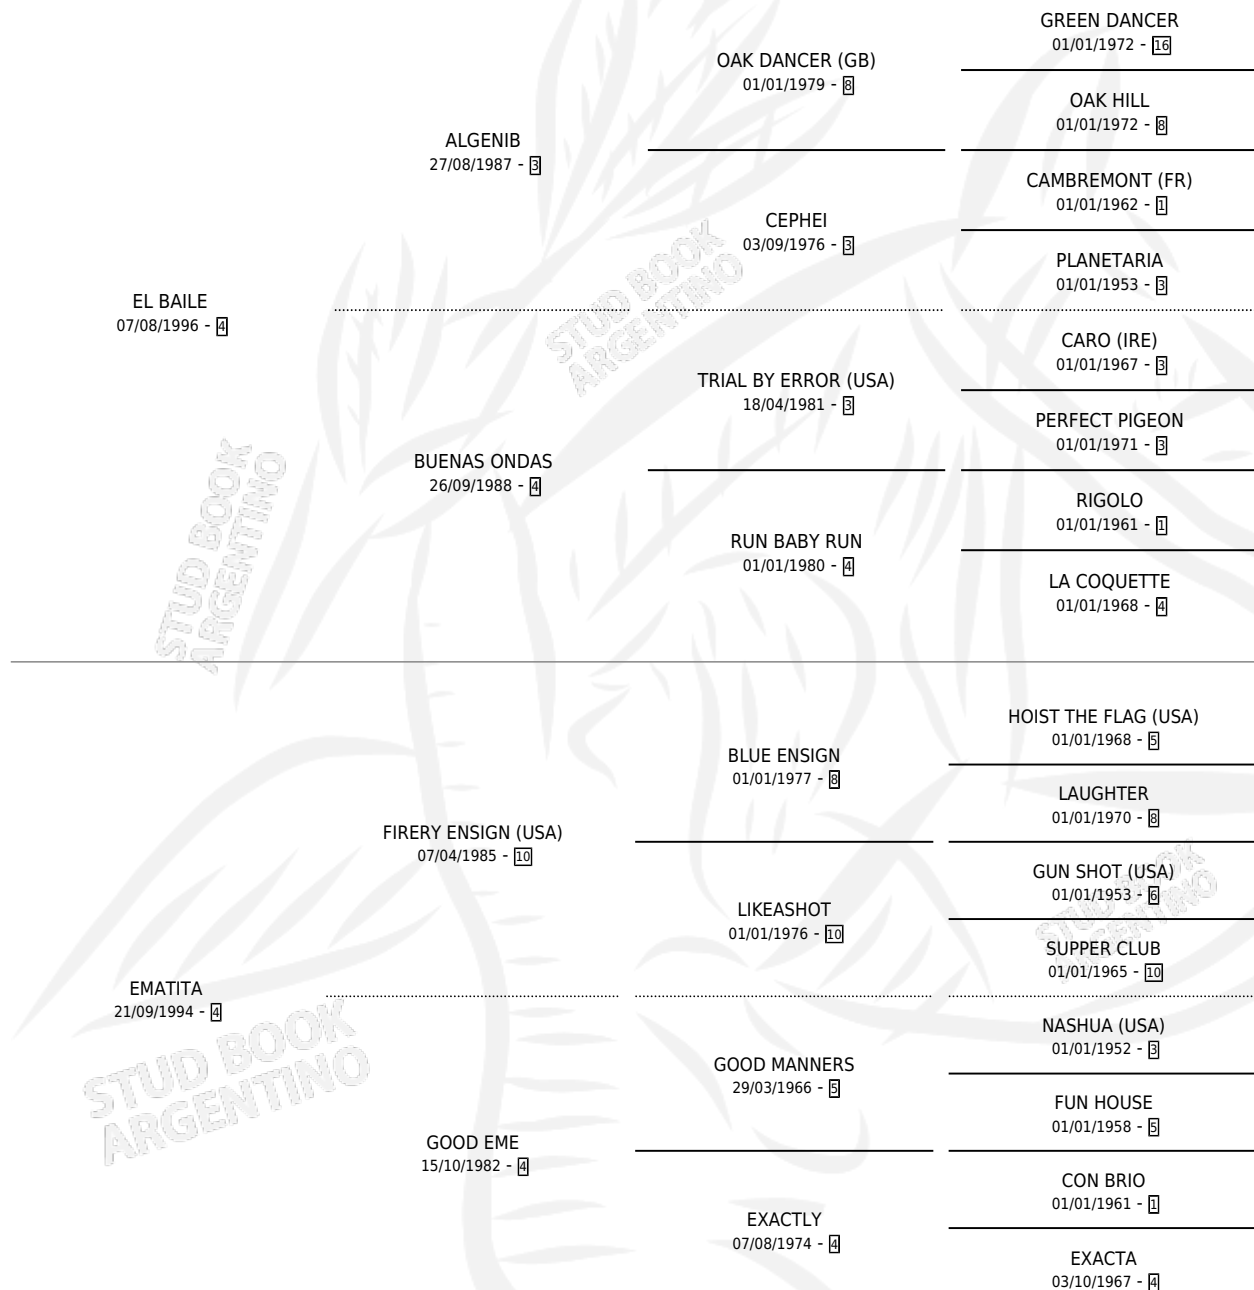 GREEN DANCER
01/01/1972 - 16
OAK DANCER (GB)
01/01/1979 - 8
OAK HILL
01/01/1972 - 8
ALGENIB
27/08/1987 - 3
CAMBREMONT (FR)
01/01/1962 - 1
CEPHEI
03/09/1976 - 3
PLANETARIA
01/01/1953 - 3
EL BAILE
07/08/1996 - 4
CARO (IRE)
01/01/1967 - 3
TRIAL BY ERROR (USA)
18/04/1981 - 3
PERFECT PIGEON
01/01/1971 - 3
BUENAS ONDAS
26/09/1988 - 4
RIGOLO
01/01/1961 - 1
RUN BABY RUN
01/01/1980 - 4
LA COQUETTE
01/01/1968 - 4
STUD BOOK
ARGENTINO
STUD BOOK
ARGENTINO
HOIST THE FLAG (USA)
01/01/1968 - 5
BLUE ENSIGN
01/01/1977 - 8
LAUGHTER
01/01/1970 - 8
FIRERY ENSIGN (USA)
07/04/1985 - 10
GUN SHOT (USA)
01/01/1953 - 6
LIKEASHOT
01/01/1976 - 10
SUPPER CLUB
01/01/1965 - 10
EMATITA
21/09/1994 - 4
NASHUA (USA)
01/01/1952 - 3
GOOD MANNERS
29/03/1966 - 5
FUN HOUSE
01/01/1958 - 5
GOOD EME
15/10/1982 - 4
CON BRIO
01/01/1961 - 1
EXACTLY
07/08/1974 - 4
EXACTA
03/10/1967 - 4
STUD BOOK
ARGENTINO
STUD BOOK
ARGENTINO